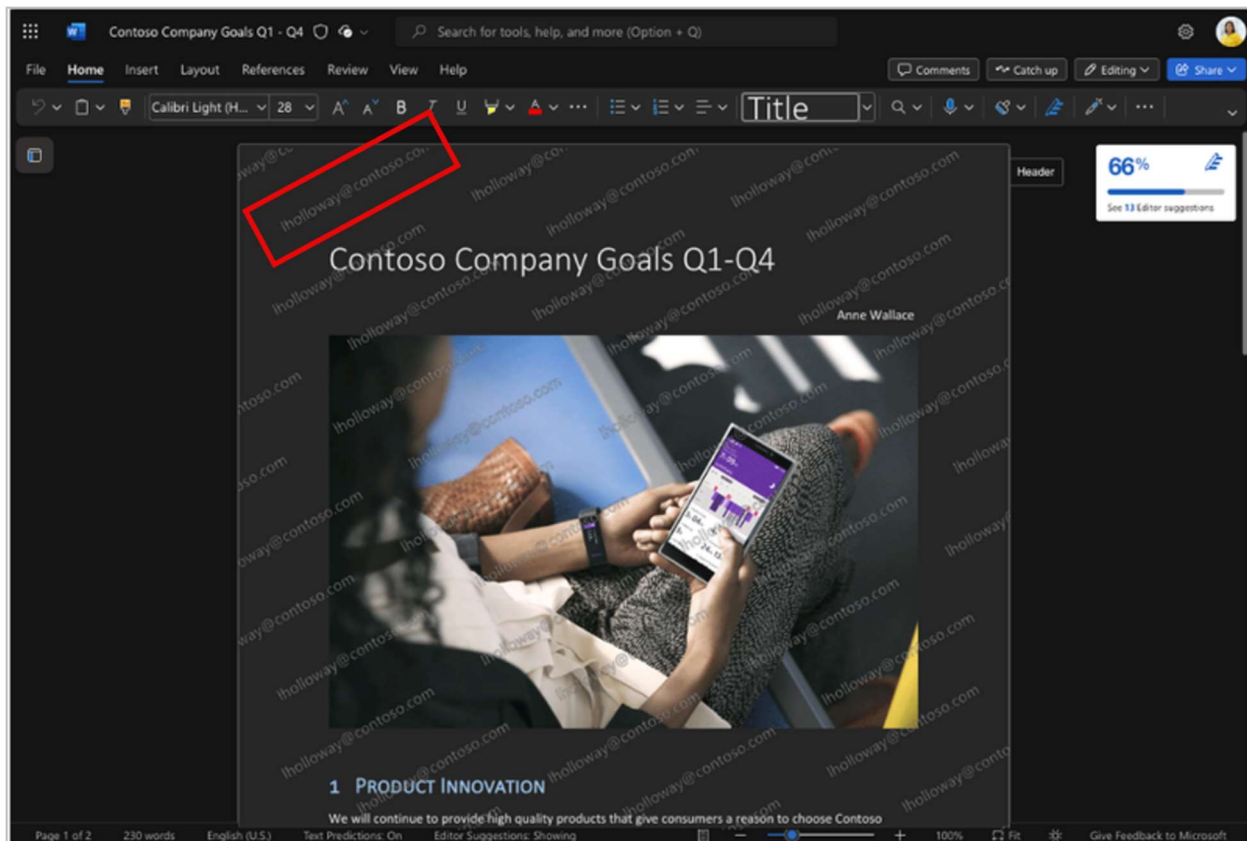 Contoso Company Goals Q1 - Q4
Search for tools, help, and more (Option + Q)
File Home Insert Layout References Review View Help
Comments Catch up Editing Share
Calibri Light (H... 28 A A B I U A ... Title ...
lholloway@contoso.com
Header
66%
See 13 Editor suggestions
Contoso Company Goals Q1-Q4
Anne Wallace
1 PRODUCT INNOVATION
We will continue to provide high quality products that give consumers a reason to choose Contoso
Page 1 of 2 230 words English (U.S.) Text Predictions: On Editor Suggestions: Showing 100% Fit Give Feedback to Microsoft